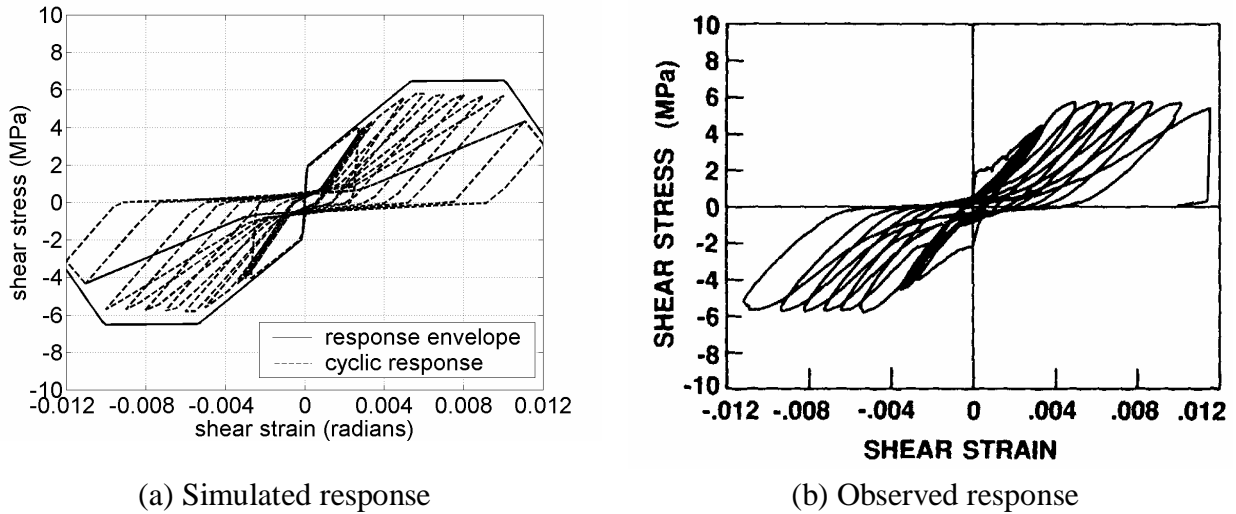 10
8
6
4
2
0
-2
-4
-6
-8
-10
shear stress (MPa)
-0.012 -0.008 -0.004 0 0.004 0.008 0.012
shear strain (radians)
response envelope
cyclic response
(a) Simulated response
10
8
6
4
2
0
-2
-4
-6
-8
-10
SHEAR STRESS (MPa)
-.012 -.008 -.004 0 .004 .008 .012
SHEAR STRAIN
(b) Observed response